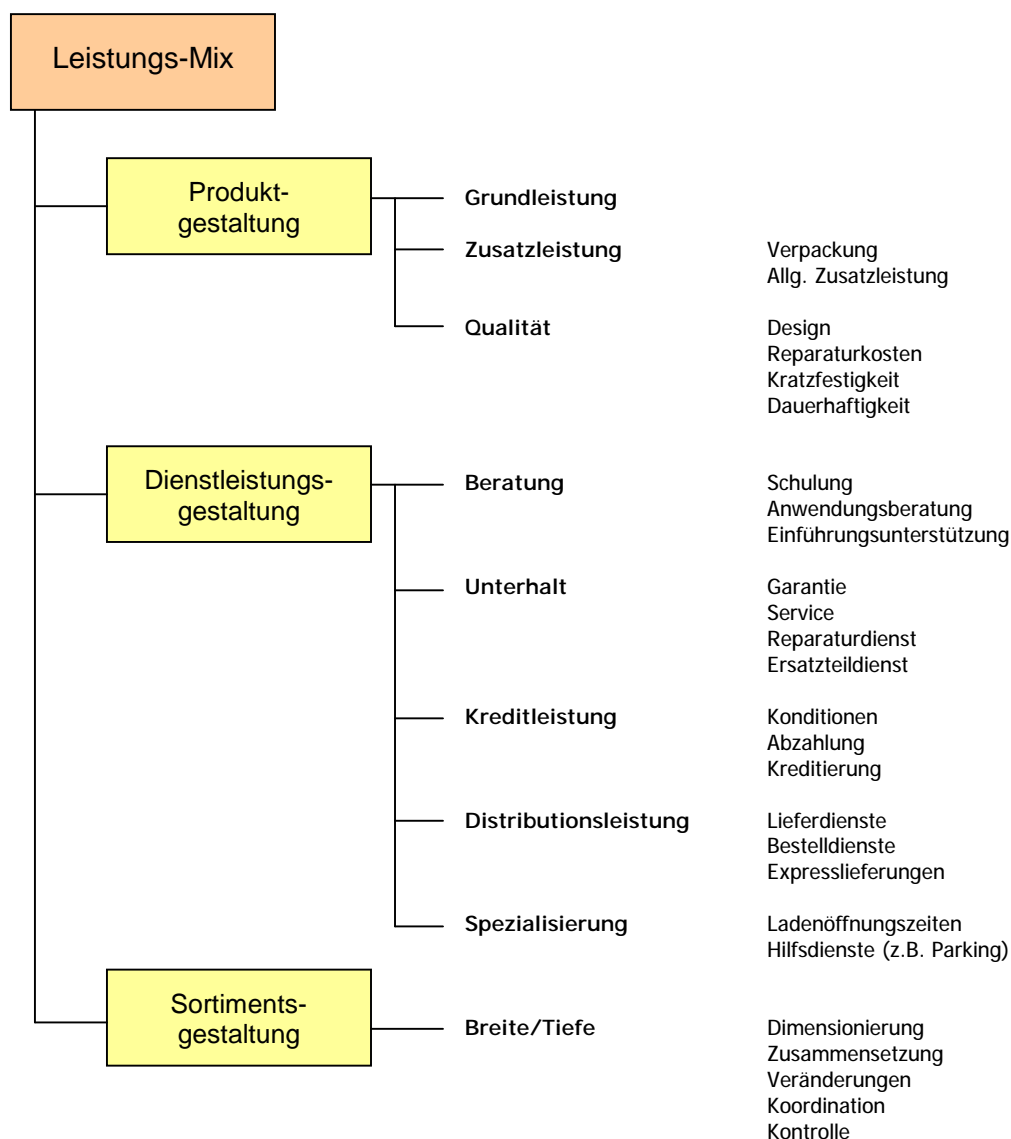 Leistungs-Mix
Produkt-
gestaltung
Grundleistung
Zusatzleistung
Verpackung
Allg. Zusatzleistung
Qualität
Design
Reparaturkosten
Kratzfestigkeit
Dauerhaftigkeit
Dienstleistungs-
gestaltung
Beratung
Schulung
Anwendungsberatung
Einführungsunterstützung
Unterhalt
Garantie
Service
Reparaturdienst
Ersatzteildienst
Kreditleistung
Konditionen
Abzahlung
Kreditierung
Distributionsleistung
Lieferdienste
Bestelldienste
Expresslieferungen
Spezialisierung
Ladenöffnungszeiten
Hilfsdienste (z.B. Parking)
Sortiments-
gestaltung
Breite/Tiefe
Dimensionierung
Zusammensetzung
Veränderungen
Koordination
Kontrolle